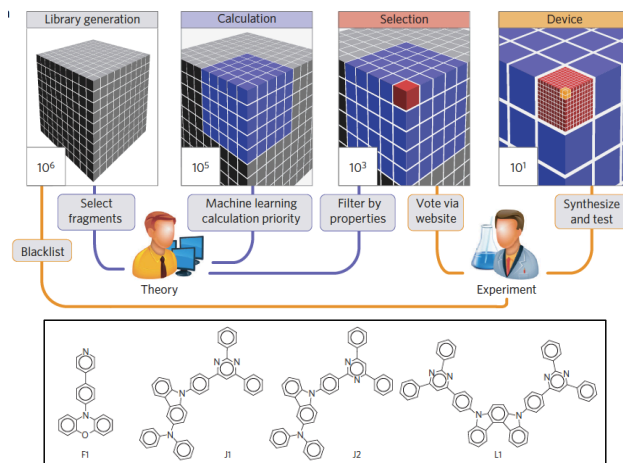 Library generation
Calculation
Selection
Device
10⁶
10⁵
10³
10¹
Select
fragments
Machine learning
calculation priority
Filter by
properties
Vote via
website
Synthesize
and test
Blacklist
Theory
Experiment
N
N
O
F1
N
N
N
N
J1
N
N
N
N
N
J2
N
N
N
N
N
N
L1